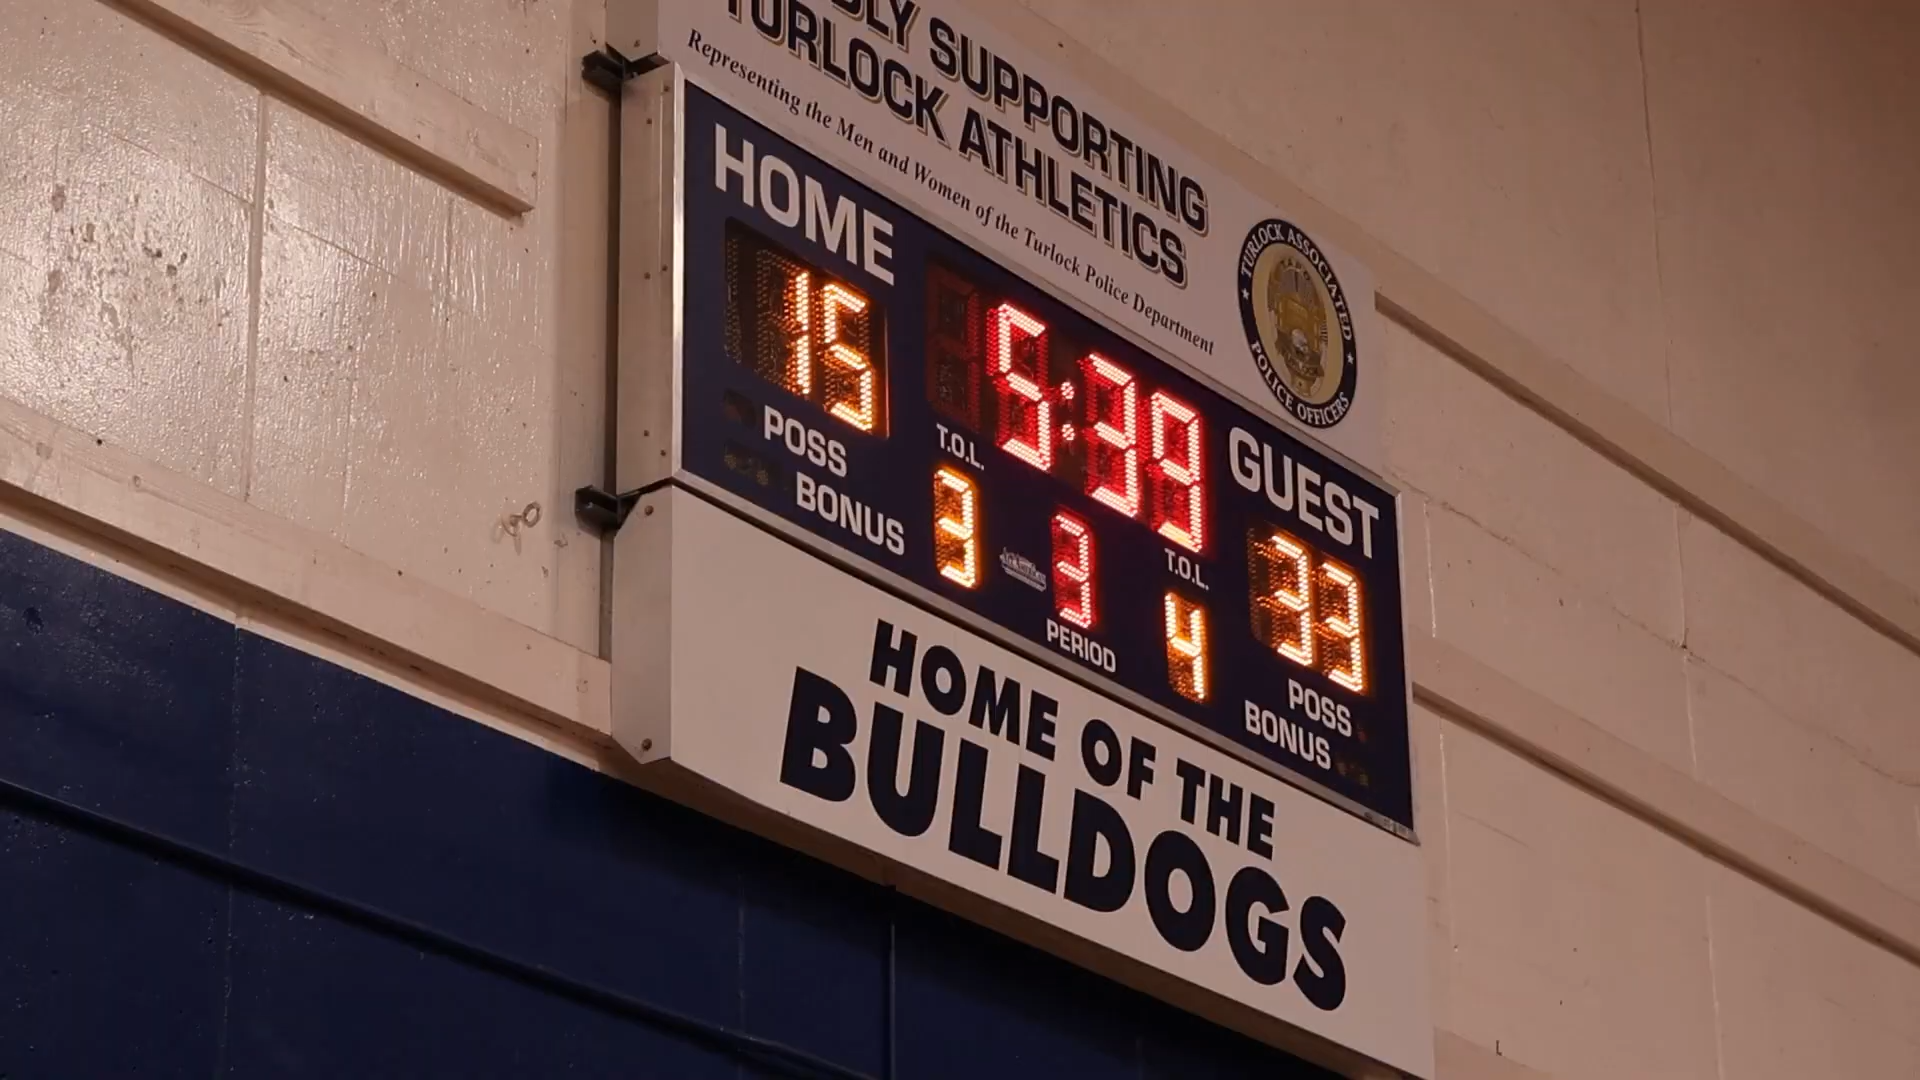 SUPPORTING
TURLOCK ATHLETICS
Representing the Men and Women of the Turlock Police Department
TURLOCK ASSOCIATED
POLICE OFFICERS
HOME
15
5:39
GUEST
33
POSS
BONUS
T.O.L.
3
3
PERIOD
T.O.L.
4
POSS
BONUS
HOME OF THE
BULLDOGS